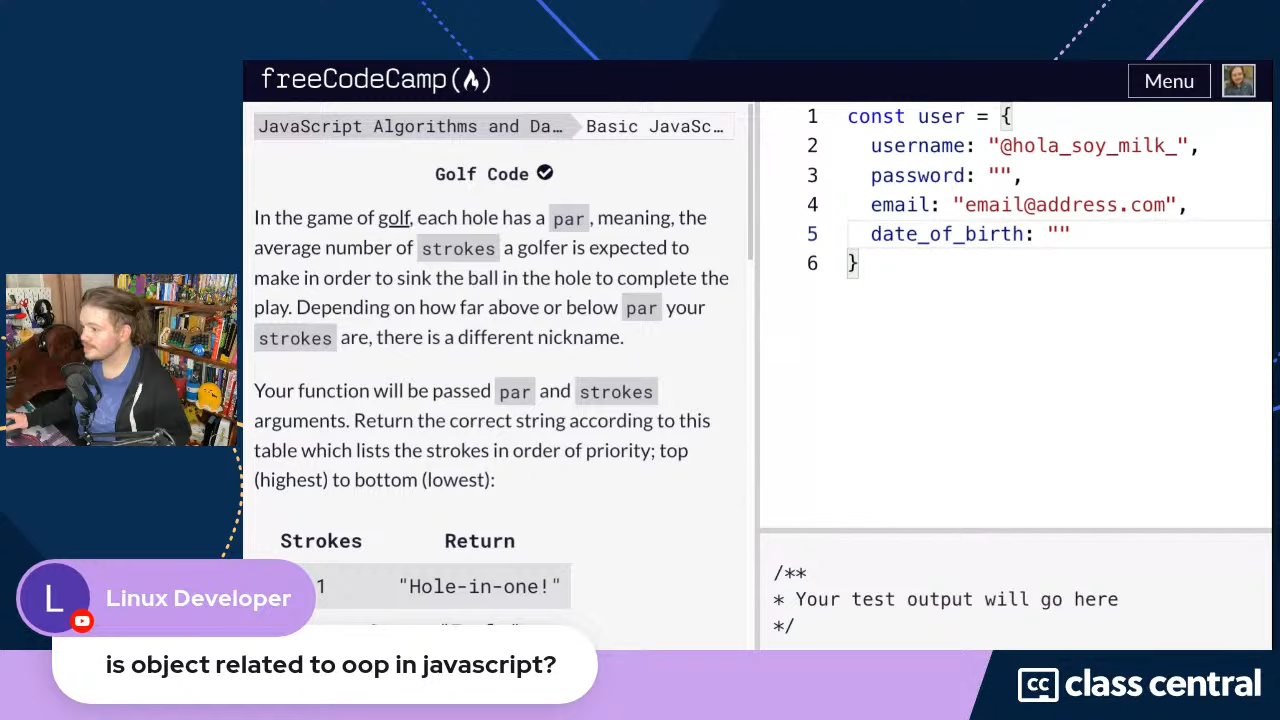 freeCodeCamp
Menu
JavaScript Algorithms and Da…
Basic JavaSc…
Golf Code
In the game of golf, each hole has a par, meaning, the
average number of strokes a golfer is expected to
make in order to sink the ball in the hole to complete the
play. Depending on how far above or below par your
strokes are, there is a different nickname.
Your function will be passed par and strokes
arguments. Return the correct string according to this
table which lists the strokes in order of priority; top
(highest) to bottom (lowest):
Strokes Return
1 "Hole-in-one!"
1 const user = {
2 username: "@hola_soy_milk_",
3 password: "",
4 email: "email@address.com",
5 date_of_birth: ""
6 }
/**
* Your test output will go here
*/
L
Linux Developer
is object related to oop in javascript?
cc class central